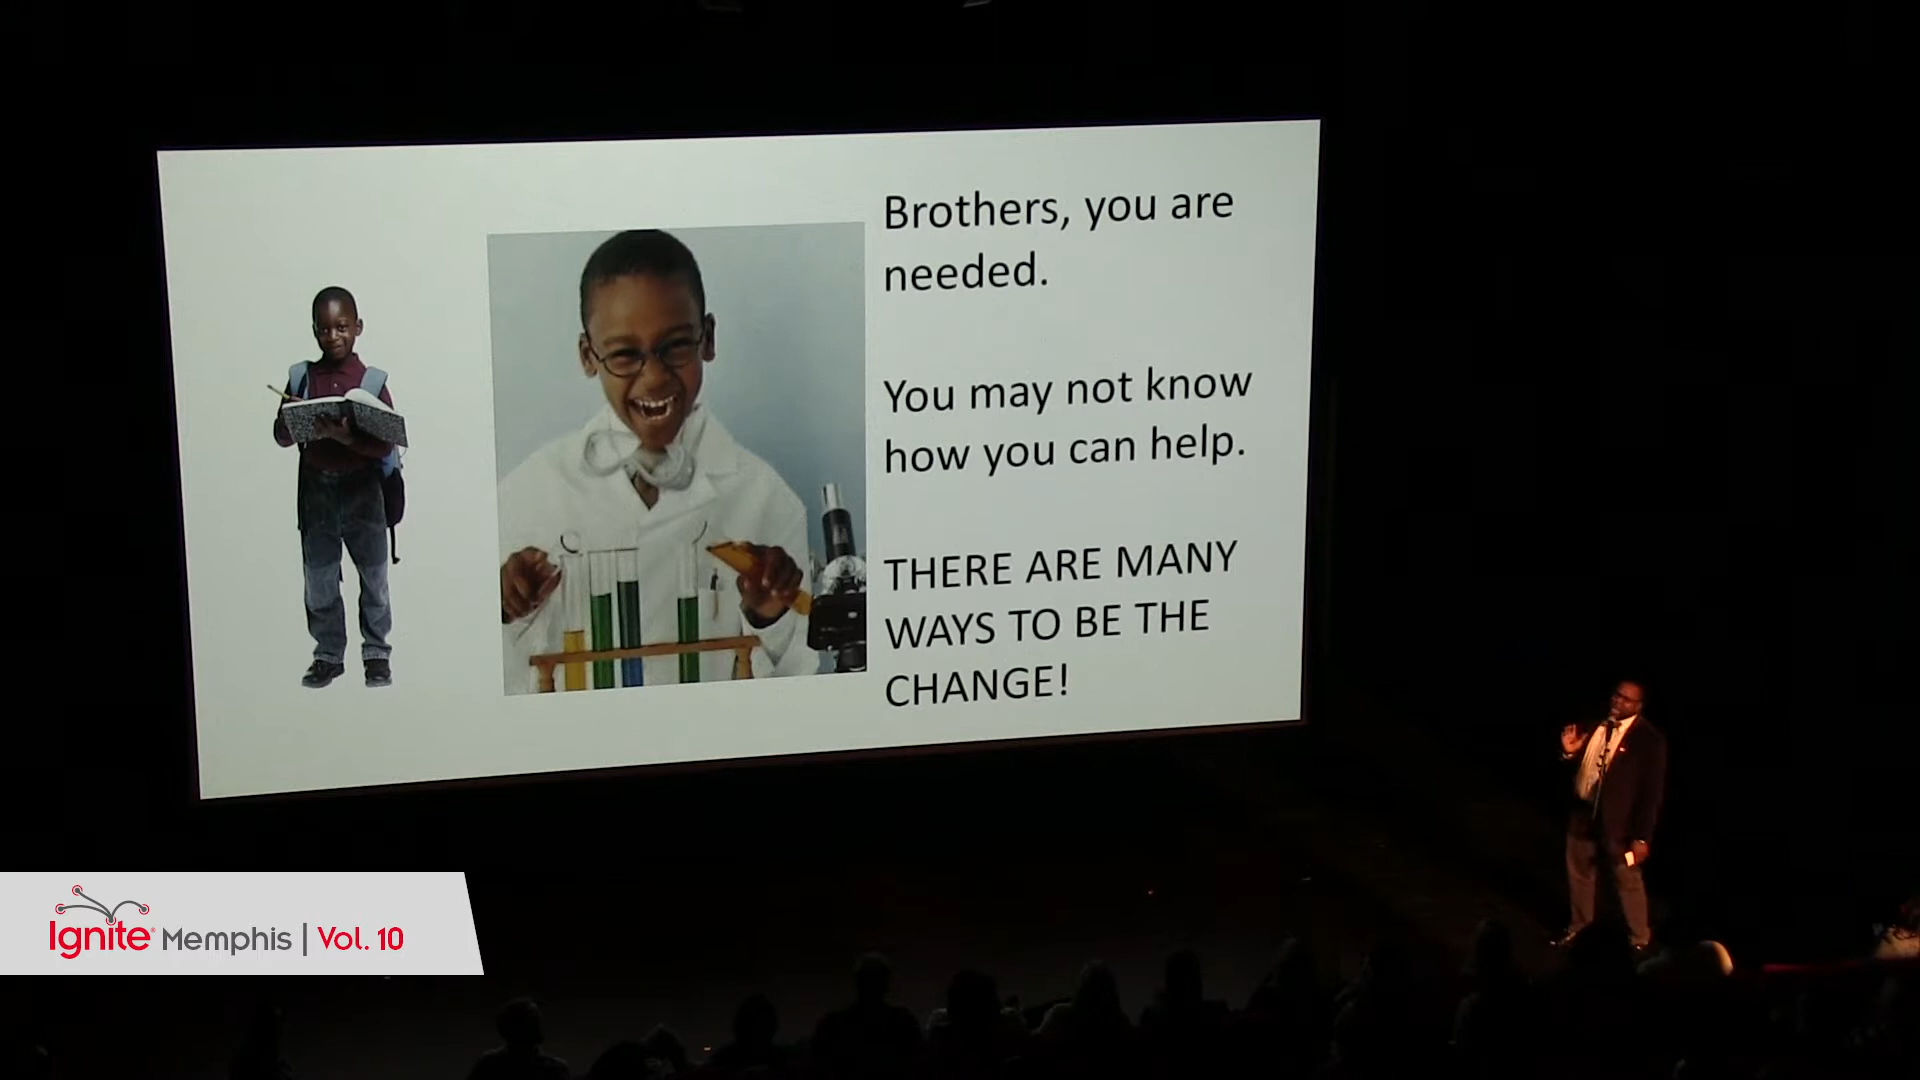 Brothers, you are
needed.
You may not know
how you can help.
THERE ARE MANY
WAYS TO BE THE
CHANGE!
Ignite Memphis | Vol. 10